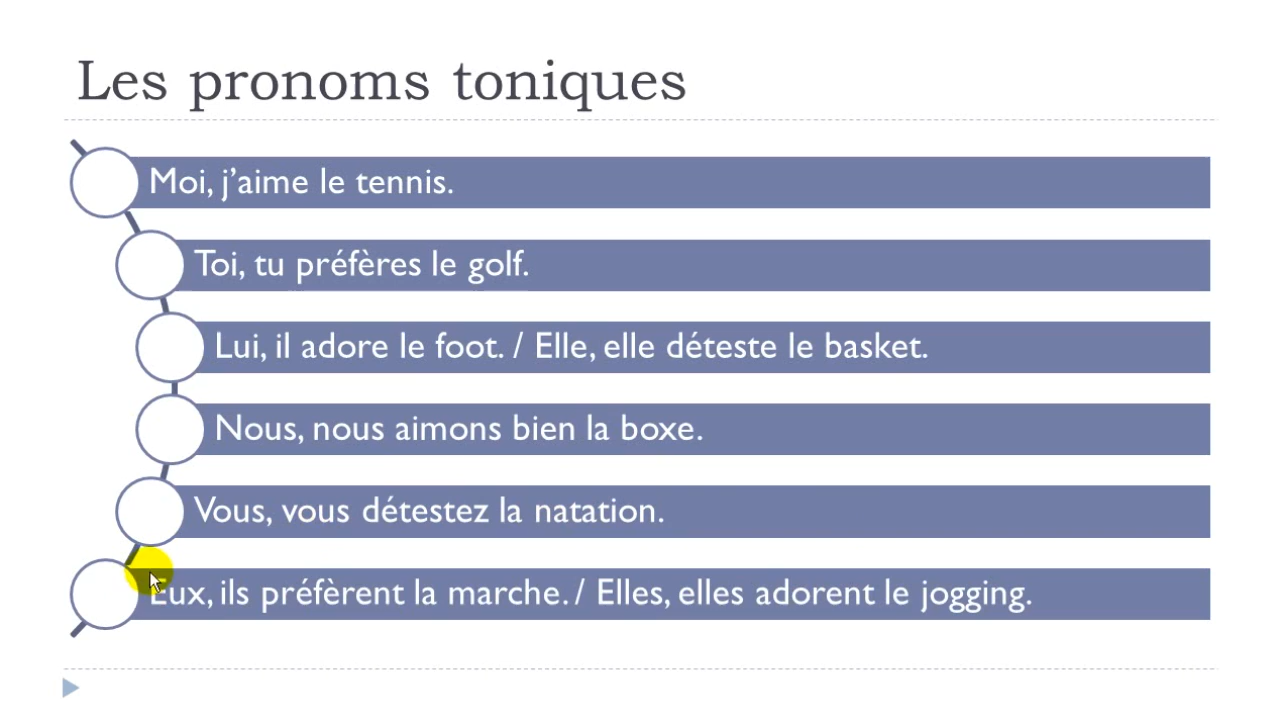 Les pronoms toniques
Moi, j’aime le tennis.
Toi, tu préfères le golf.
Lui, il adore le foot. / Elle, elle déteste le basket.
Nous, nous aimons bien la boxe.
Vous, vous détestez la natation.
Eux, ils préfèrent la marche. / Elles, elles adorent le jogging.